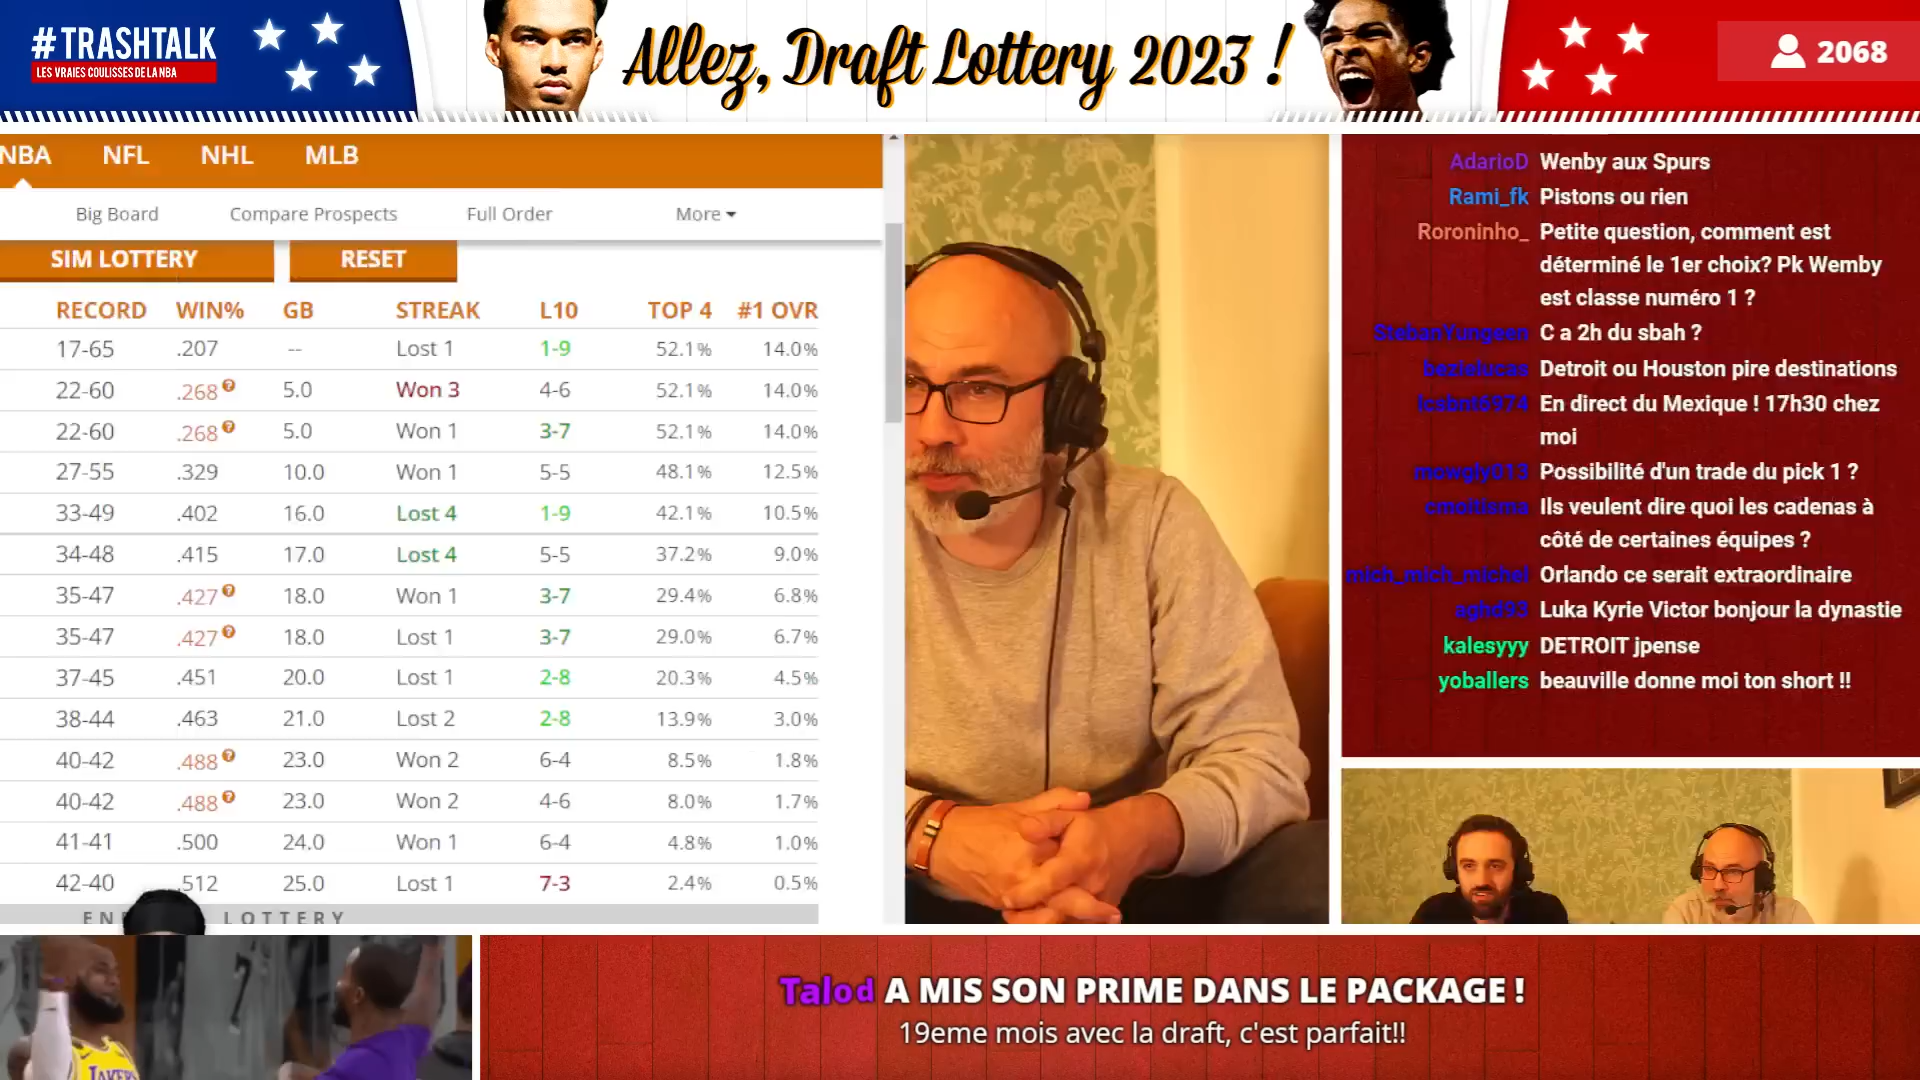 #TRASHTALK
LES VRAIES COULISSES DE LA NBA
Allez, Draft Lottery 2023 !
2068
NBA NFL NHL MLB
Big Board Compare Prospects Full Order More
SIM LOTTERY RESET
RECORD WIN% GB STREAK L10 TOP 4 #1 OVR
17-65 .207 -- Lost 1 1-9 52.1% 14.0%
22-60 .268 5.0 Won 3 4-6 52.1% 14.0%
22-60 .268 5.0 Won 1 3-7 52.1% 14.0%
27-55 .329 10.0 Won 1 5-5 48.1% 12.5%
33-49 .402 16.0 Lost 4 1-9 42.1% 10.5%
34-48 .415 17.0 Lost 4 5-5 37.2% 9.0%
35-47 .427 18.0 Won 1 3-7 29.4% 6.8%
35-47 .427 18.0 Lost 1 3-7 29.0% 6.7%
37-45 .451 20.0 Lost 1 2-8 20.3% 4.5%
38-44 .463 21.0 Lost 2 2-8 13.9% 3.0%
40-42 .488 23.0 Won 2 6-4 8.5% 1.8%
40-42 .488 23.0 Won 2 4-6 8.0% 1.7%
41-41 .500 24.0 Won 1 6-4 4.8% 1.0%
42-40 .512 25.0 Lost 1 7-3 2.4% 0.5%
LOTTERY
AdarloD Wenby aux Spurs
Rami_fk Pistons ou rien
Roroninho_ Petite question, comment est
déterminé le 1er choix? Pk Wemby
est classe numéro 1 ?
StebanYungeen C a 2h du sbah ?
bezielucas Detroit ou Houston pire destinations
lcsbnt6974 En direct du Mexique ! 17h30 chez
moi
mowgly013 Possibilité d'un trade du pick 1 ?
cmoitisma Ils veulent dire quoi les cadenas à
côté de certaines équipes ?
mich_mich_michel Orlando ce serait extraordinaire
aghd93 Luka Kyrie Victor bonjour la dynastie
kalesyyy DETROIT jpense
yoballers beauville donne moi ton short !!
Talod A MIS SON PRIME DANS LE PACKAGE !
19eme mois avec la draft, c'est parfait!!